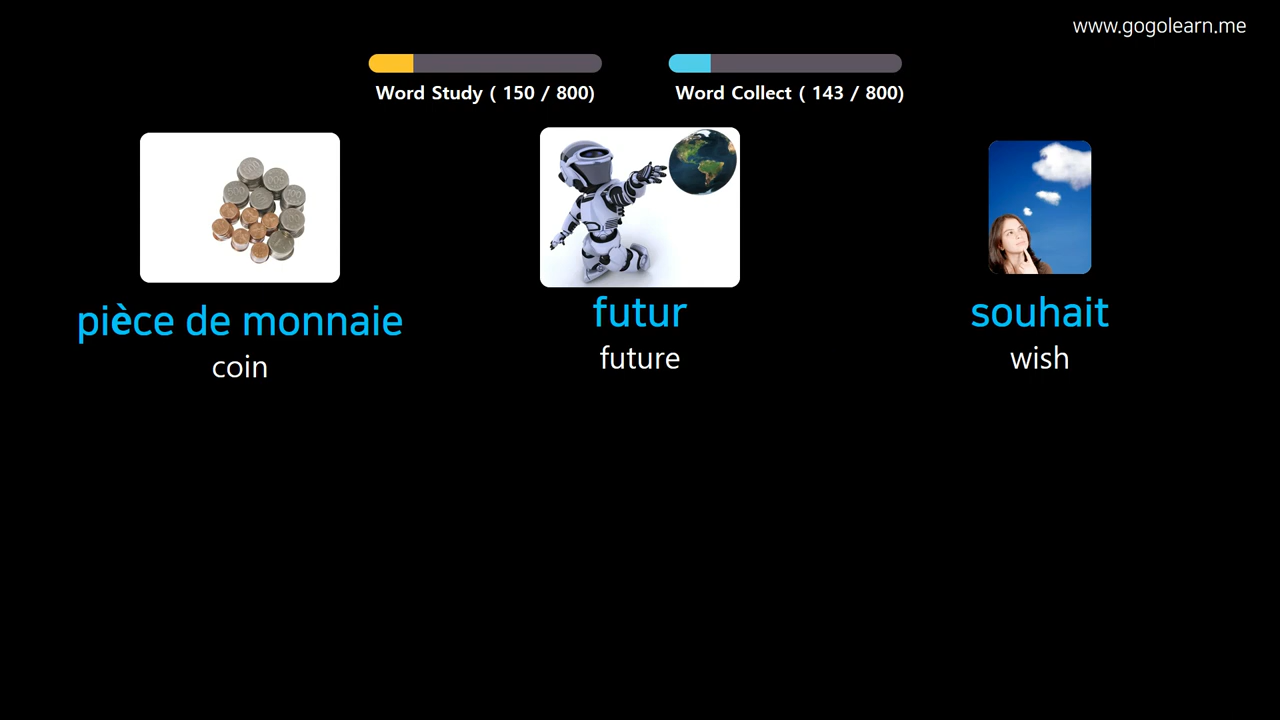 www.gogolearn.me
Word Study ( 150 / 800)
Word Collect ( 143 / 800)
pièce de monnaie
coin
futur
future
souhait
wish